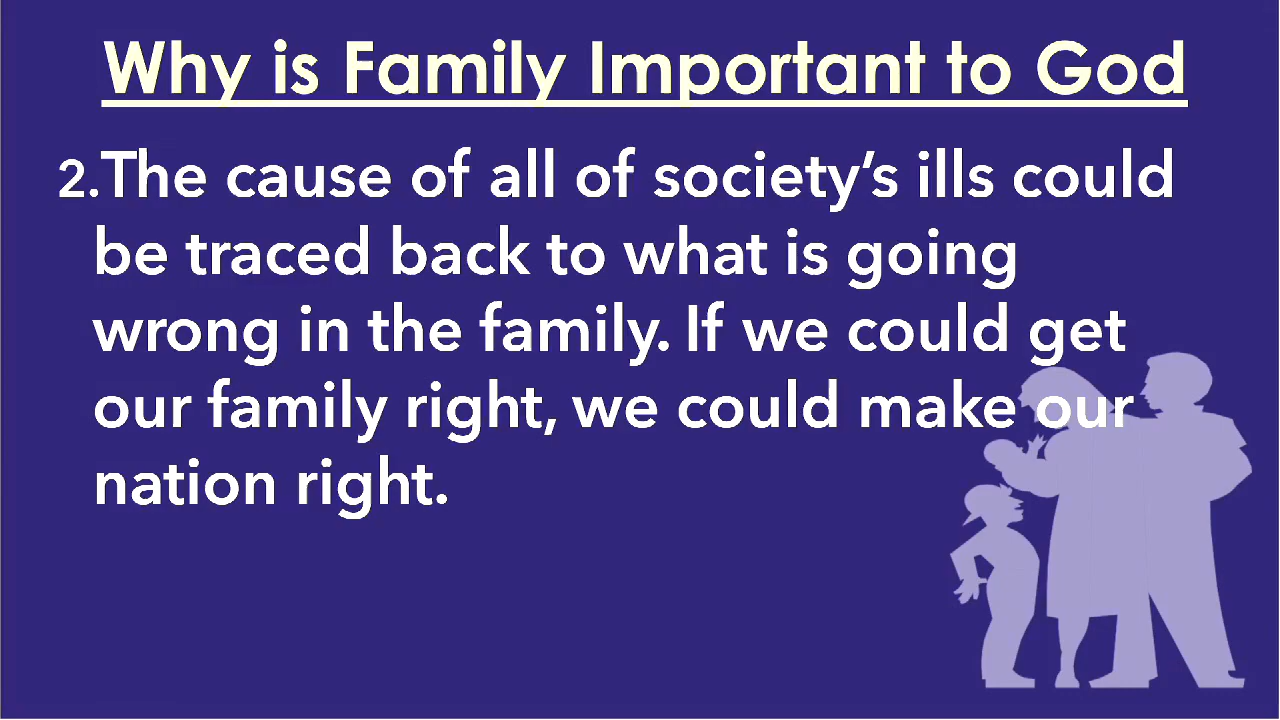 Why is Family Important to God
2.The cause of all of society’s ills could
be traced back to what is going
wrong in the family. If we could get
our family right, we could make our
nation right.